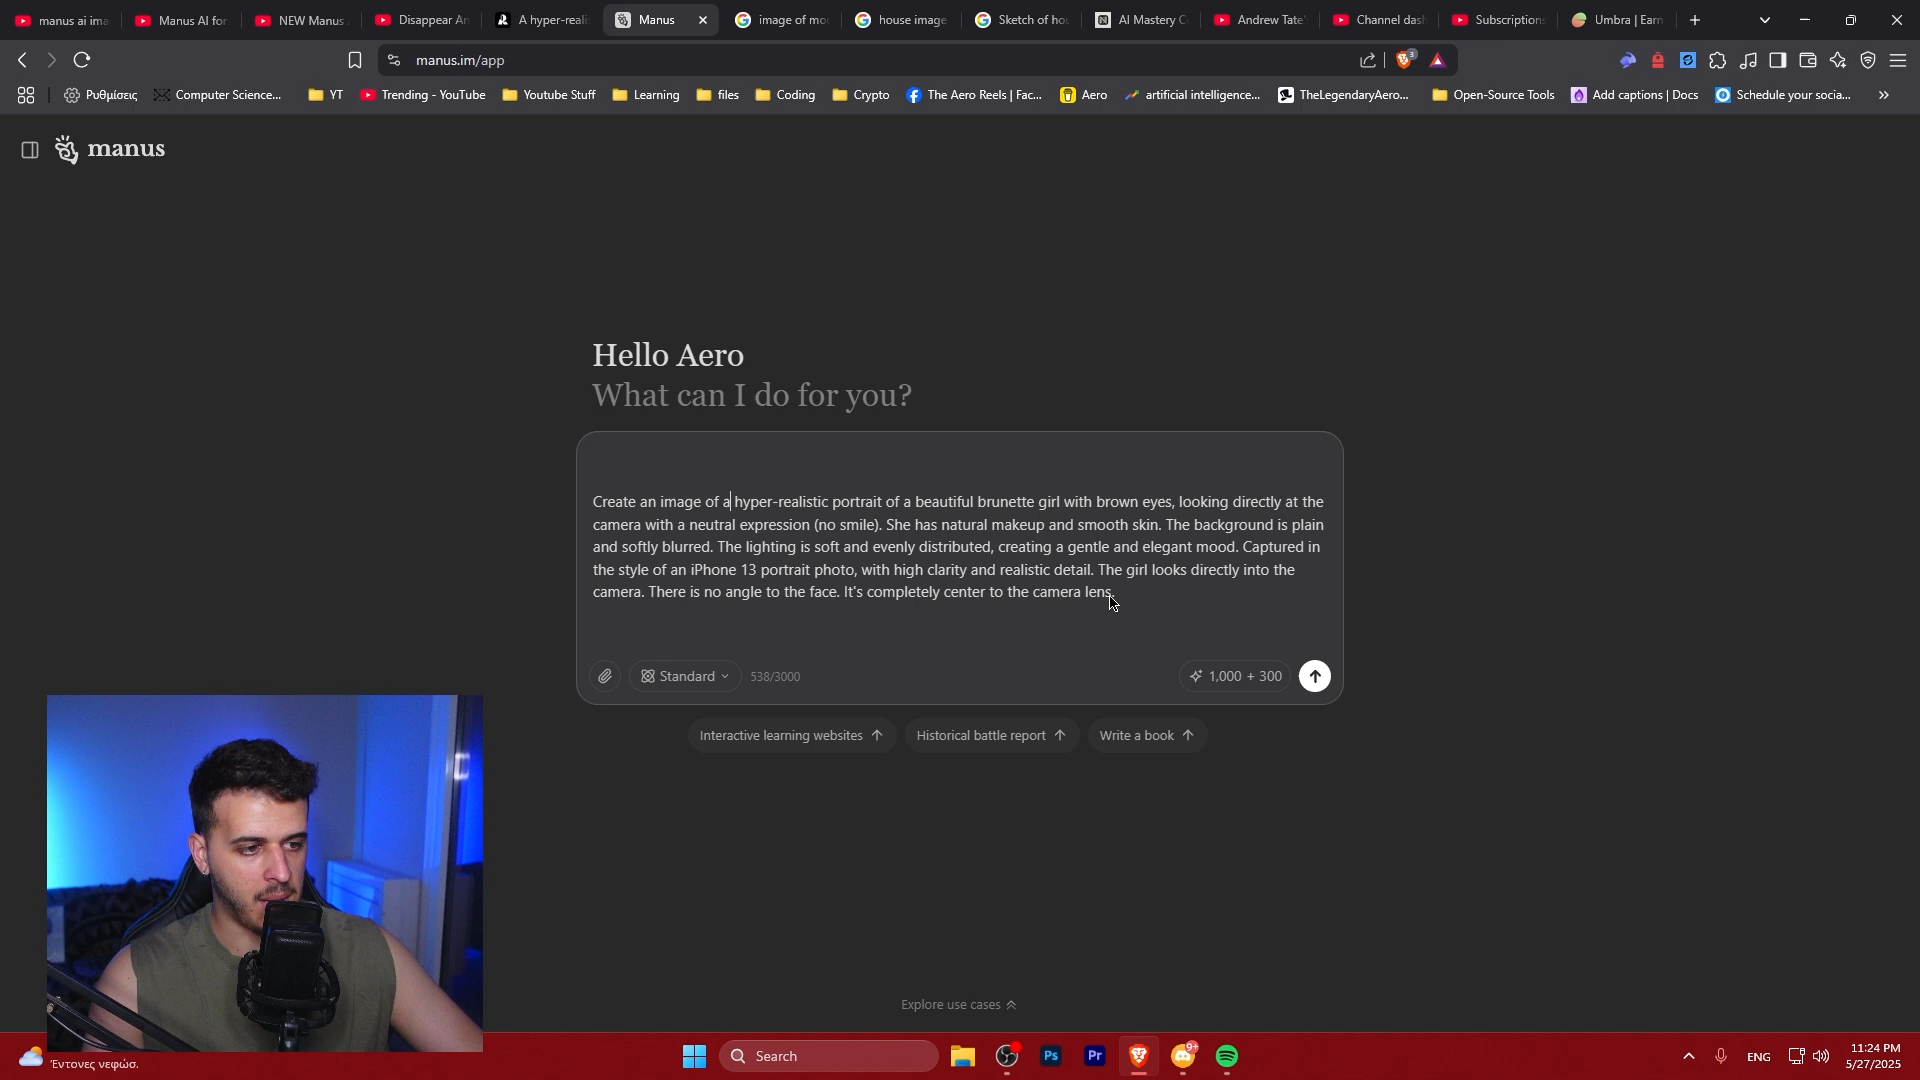 manus ai ima
Manus AI for
NEW Manus
Disappear An
A hyper-reali
Manus
image of mou
house image
Sketch of hou
AI Mastery C
Andrew Tate'
Channel dash
Subscriptions
Umbra | Earn
manus.im/app
3
Ρυθμίσεις
Computer Science...
YT
Trending - YouTube
Youtube Stuff
Learning
files
Coding
Crypto
The Aero Reels | Fac...
Aero
artificial intelligence...
TheLegendaryAero...
Open-Source Tools
Add captions | Docs
Schedule your socia...
manus
Hello Aero
What can I do for you?
Create an image of a hyper-realistic portrait of a beautiful brunette girl with brown eyes, looking directly at the
camera with a neutral expression (no smile). She has natural makeup and smooth skin. The background is plain
and softly blurred. The lighting is soft and evenly distributed, creating a gentle and elegant mood. Captured in
the style of an iPhone 13 portrait photo, with high clarity and realistic detail. The girl looks directly into the
camera. There is no angle to the face. It's completely center to the camera lens.
Standard
538/3000
1,000 + 300
Interactive learning websites
Historical battle report
Write a book
Explore use cases
Έντονες νεφώσ.
Search
Ps
Pr
9+
ENG
11:24 PM
5/27/2025